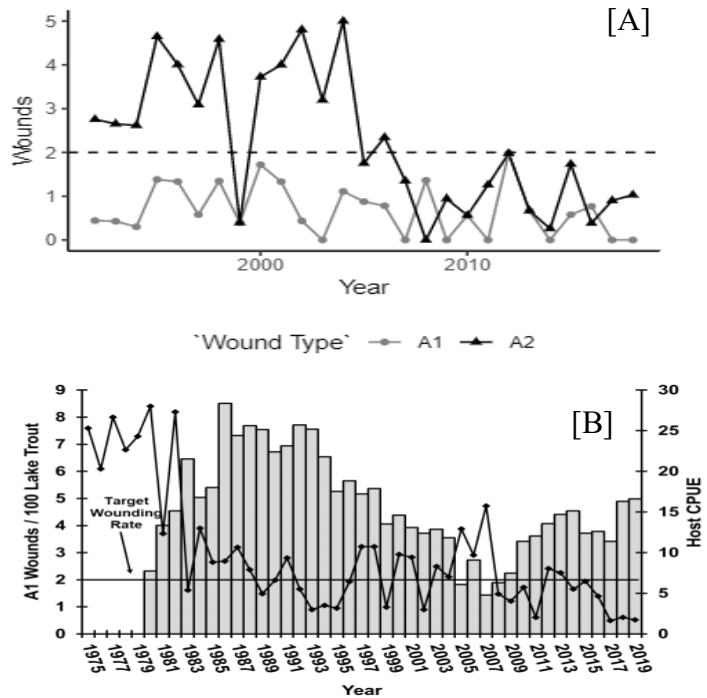 [A]
5
4
3
2
1
0
Wounds
2000 2010
Year
`Wound Type` A1 A2
[B]
A1 Wounds / 100 Lake Trout
9
8
7
6
5
4
3
2
1
0
Target
Wounding
Rate
30
25
20
15
10
5
0
Host CPUE
1975 1977 1979 1981 1983 1985 1987 1989 1991 1993 1995 1997 1999 2001 2003 2005 2007 2009 2011 2013 2015 2017 2019
Year